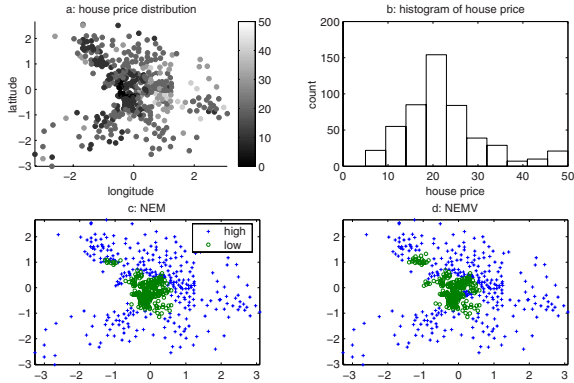 a: house price distribution
2
1
0
−1
−2
−3
latitude
−2 0 2
longitude
50
40
30
20
10
0
b: histogram of house price
200
150
100
50
0
count
0 10 20 30 40 50
house price
c: NEM
high
low
2
1
0
−1
−2
−3
−3 −2 −1 0 1 2 3
d: NEMV
2
1
0
−1
−2
−3
−3 −2 −1 0 1 2 3